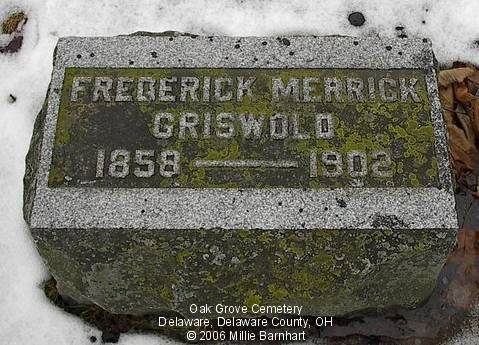 FREDERICK MERRICK
GRISWOLD
1858 — 1902
Oak Grove Cemetery
Delaware, Delaware County, OH
© 2006 Millie Barnhart